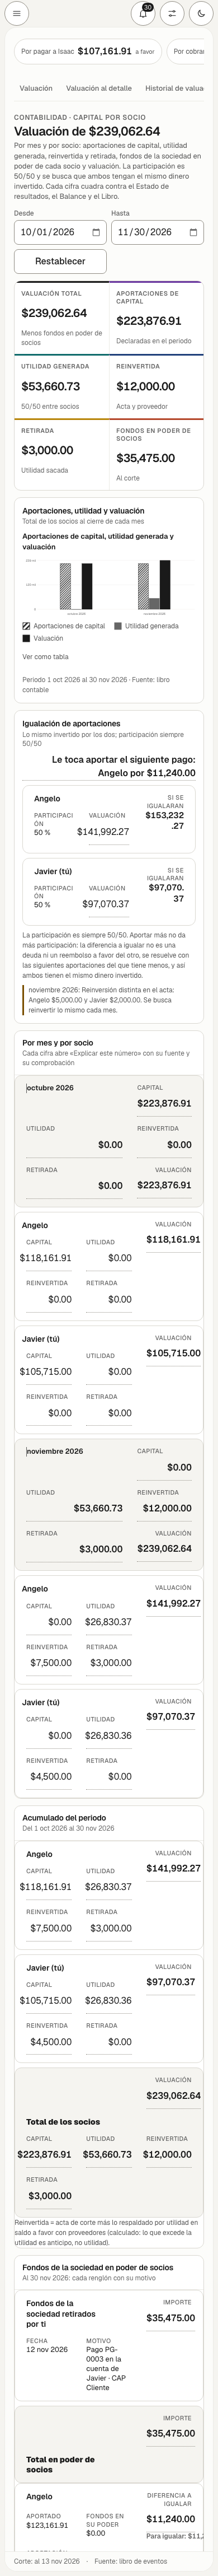 30
Por pagar a Isaac $107,161.91 a favor
Por cobrar
Valuación Valuación al detalle Historial de valua
CONTABILIDAD · CAPITAL POR SOCIO
Valuación de $239,062.64
Por mes y por socio: aportaciones de capital,
utilidad generada, reinvertida y retirada, fondos de la sociedad en
poder de cada socio y valuación. La participación es
50/50 y se busca que ambos tengan el mismo dinero
invertido. Cada cifra cuadra contra el Estado de
resultados, el Balance y el Libro.
Desde
Hasta
10/01/2026
11/30/2026
Restablecer
VALUACIÓN TOTAL
$239,062.64
Menos fondos en poder de
socios
APORTACIONES DE
CAPITAL
$223,876.91
Declaradas en el periodo
UTILIDAD GENERADA
$53,660.73
50/50 entre socios
REINVERTIDA
$12,000.00
Acta y proveedor
RETIRADA
$3,000.00
Utilidad sacada
FONDOS EN PODER DE
SOCIOS
$35,475.00
Al corte
Aportaciones, utilidad y valuación
Total de los socios al cierre de cada mes
Aportaciones de capital, utilidad generada y
valuación
0
octubre 2026
noviembre 2026
Aportaciones de capital
Utilidad generada
Valuación
Ver como tabla
Periodo 1 oct 2026 al 30 nov 2026 · Fuente: libro
contable
Igualación de aportaciones
Lo mismo invertido por los dos; participación siempre
50/50
Le toca aportar el siguiente pago:
Angelo por $11,240.00
Angelo
PARTICIPACI
ÓN
50 %
VALUACIÓN
$141,992.27
SI SE
IGUALARAN
$153,232
.27
Javier (tú)
PARTICIPACI
ÓN
50 %
VALUACIÓN
$97,070.37
SI SE
IGUALARAN
$97,070.
37
La participación es siempre 50/50. Aportar más no da
más participación: la diferencia a igualar no es una
deuda ni un reembolso a favor del otro, se resuelve con
las siguientes aportaciones del que tiene menos, y así
ambos tienen el mismo dinero invertido.
noviembre 2026: Reinversión distinta en el acta:
Angelo $5,000.00 y Javier $2,000.00. Se busca
reinvertir lo mismo cada mes.
Por mes y por socio
Cada cifra abre «Explicar este número» con su fuente y
su comprobación
octubre 2026
CAPITAL
$223,876.91
UTILIDAD
$0.00
REINVERTIDA
$0.00
RETIRADA
$0.00
VALUACIÓN
$223,876.91
Angelo
VALUACIÓN
$118,161.91
CAPITAL
$118,161.91
UTILIDAD
$0.00
REINVERTIDA
$0.00
RETIRADA
$0.00
Javier (tú)
VALUACIÓN
$105,715.00
CAPITAL
$105,715.00
UTILIDAD
$0.00
REINVERTIDA
$0.00
RETIRADA
$0.00
noviembre 2026
CAPITAL
$0.00
UTILIDAD
$53,660.73
REINVERTIDA
$12,000.00
RETIRADA
$3,000.00
VALUACIÓN
$239,062.64
Angelo
VALUACIÓN
$141,992.27
CAPITAL
$0.00
UTILIDAD
$26,830.37
REINVERTIDA
$7,500.00
RETIRADA
$3,000.00
Javier (tú)
VALUACIÓN
$97,070.37
CAPITAL
$0.00
UTILIDAD
$26,830.36
REINVERTIDA
$4,500.00
RETIRADA
$0.00
Acumulado del periodo
Del 1 oct 2026 al 30 nov 2026
Angelo
VALUACIÓN
$141,992.27
CAPITAL
$118,161.91
UTILIDAD
$26,830.37
REINVERTIDA
$7,500.00
RETIRADA
$3,000.00
Javier (tú)
VALUACIÓN
$97,070.37
CAPITAL
$105,715.00
UTILIDAD
$26,830.36
REINVERTIDA
$4,500.00
RETIRADA
$0.00
VALUACIÓN
$239,062.64
Total de los socios
CAPITAL
$223,876.91
UTILIDAD
$53,660.73
REINVERTIDA
$12,000.00
RETIRADA
$3,000.00
Reinvertida = acta de corte más lo respaldado por utilidad en
saldo a favor con proveedores (calculado: lo que excede la
utilidad es anticipo, no utilidad).
Fondos de la sociedad en poder de socios
Al 30 nov 2026: cada renglón con su motivo
Fondos de la
sociedad retirados
por ti
IMPORTE
$35,475.00
FECHA
12 nov 2026
MOTIVO
Pago PG-
0003 en la
cuenta de
Javier · CAP
Cliente
IMPORTE
$35,475.00
Total en poder de
socios
Angelo
DIFERENCIA A
IGUALAR
$11,240.00
APORTADO
$123,161.91
FONDOS EN
SU PODER
$0.00
Para igualar: $11,2
Corte: al 13 nov 2026 · Fuente: libro de eventos